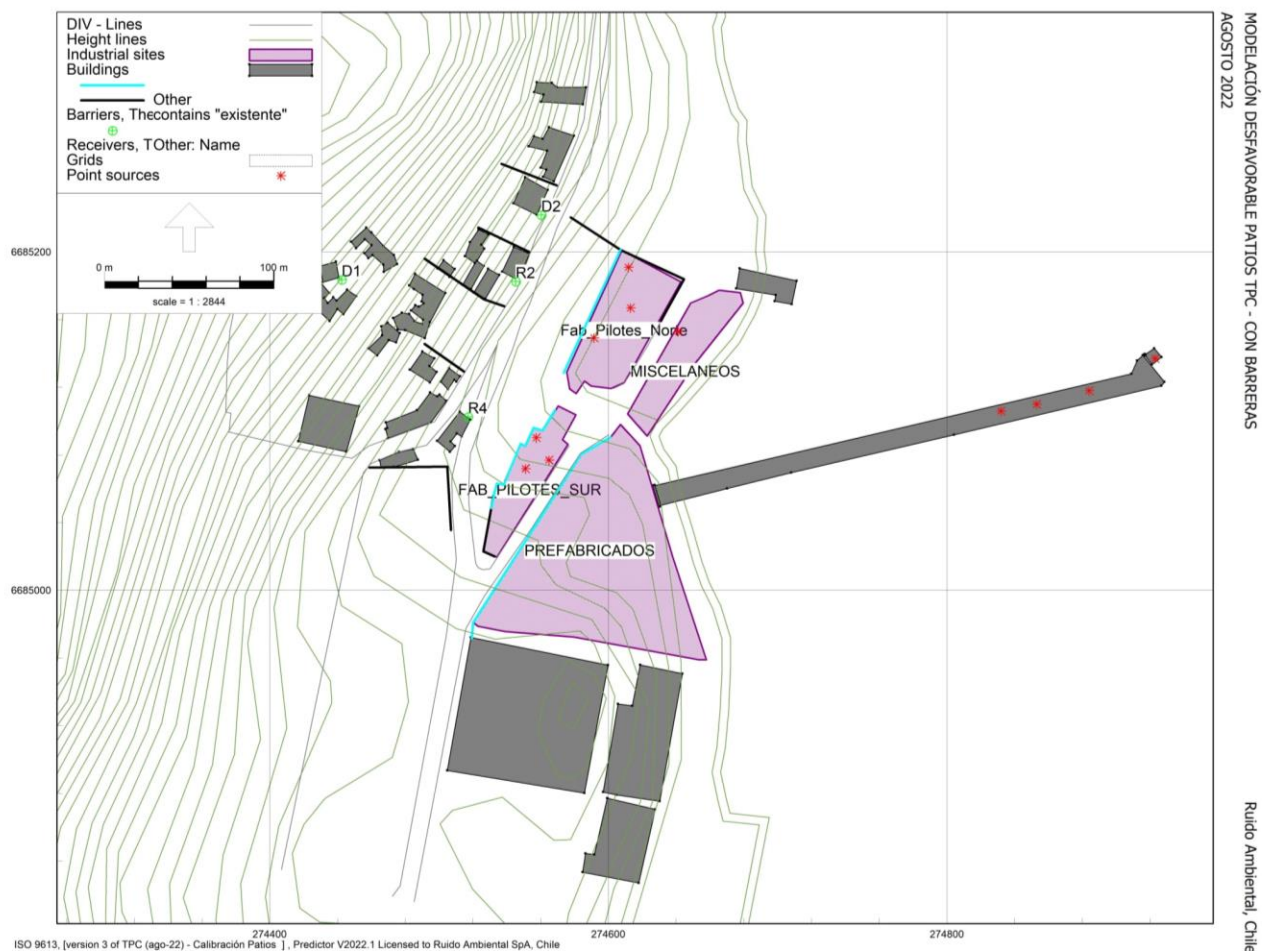 DIV - Lines
Height lines
Industrial sites
Buildings
Other
Barriers, Thecontains "existente"
Receivers, TOther: Name
Grids
Point sources
0 m
100 m
scale = 1 : 2844
MODELACIÓN DESFAVORABLE PATIOS TPC - CON BARRERAS
AGOSTO 2022
D2
6685200
D1
R2
Fab_Pilotes_Norte
MISCELANEOS
R4
FAB_PILOTES_SUR
PREFABRICADOS
6685000
Ruido Ambiental, Chile
274400
274600
274800
ISO 9613, [version 3 of TPC (ago-22) - Calibración Patios ] , Predictor V2022.1 Licensed to Ruido Ambiental SpA, Chile